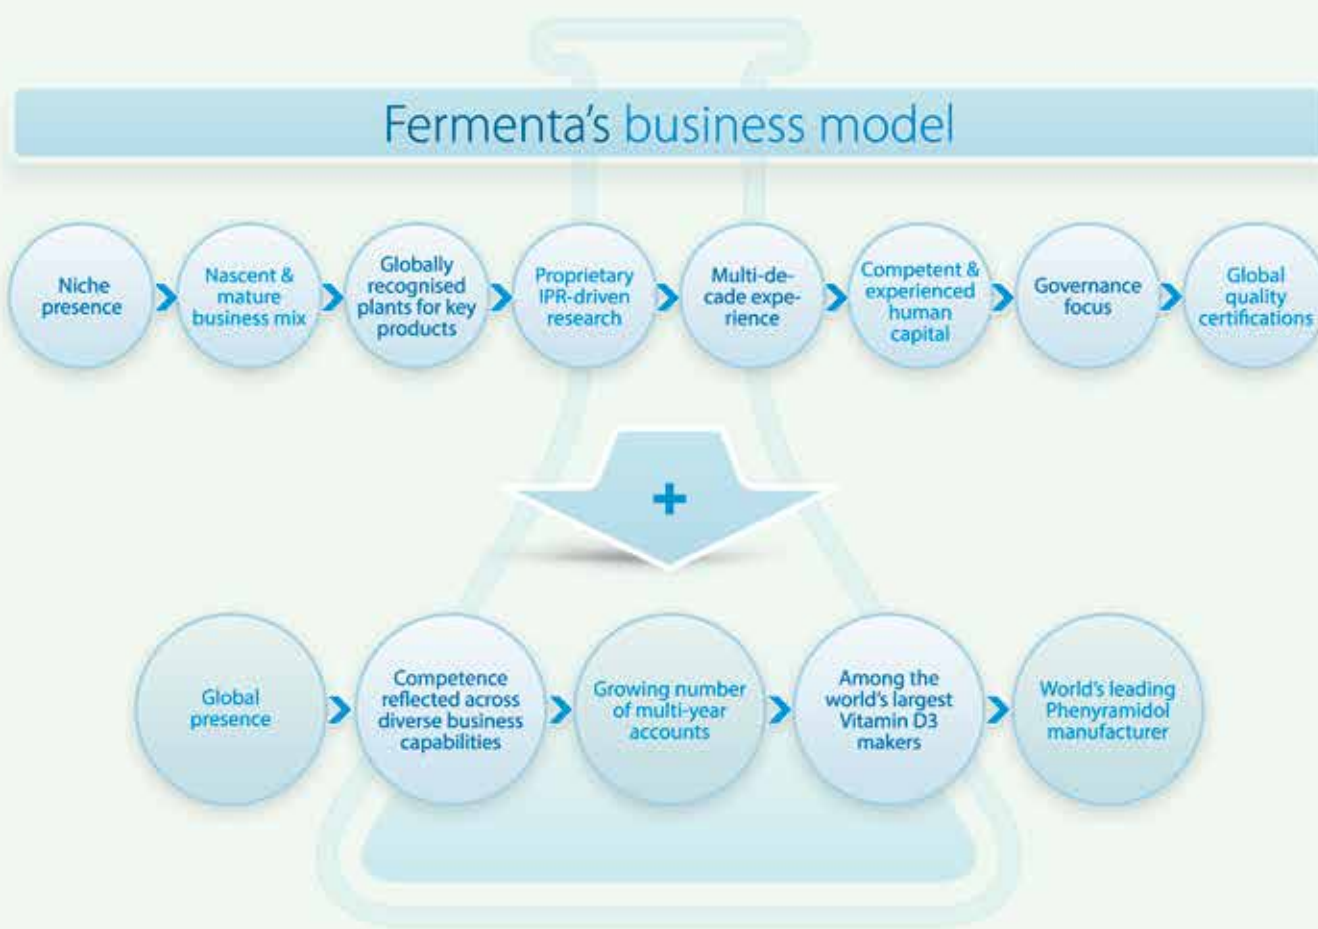 Fermenta's business model
Niche
presence
Nascent &
mature
business mix
Globally
recognised
plants for key
products
Proprietary
IPR-driven
research
Multi-de-
cade expe-
rience
Competent &
experienced
human
capital
Governance
focus
Global
quality
certifications
+
Global
presence
Competence
reflected across
diverse business
capabilities
Growing number
of multi-year
accounts
Among the
world's largest
Vitamin D3
makers
World's leading
Phenyramidol
manufacturer